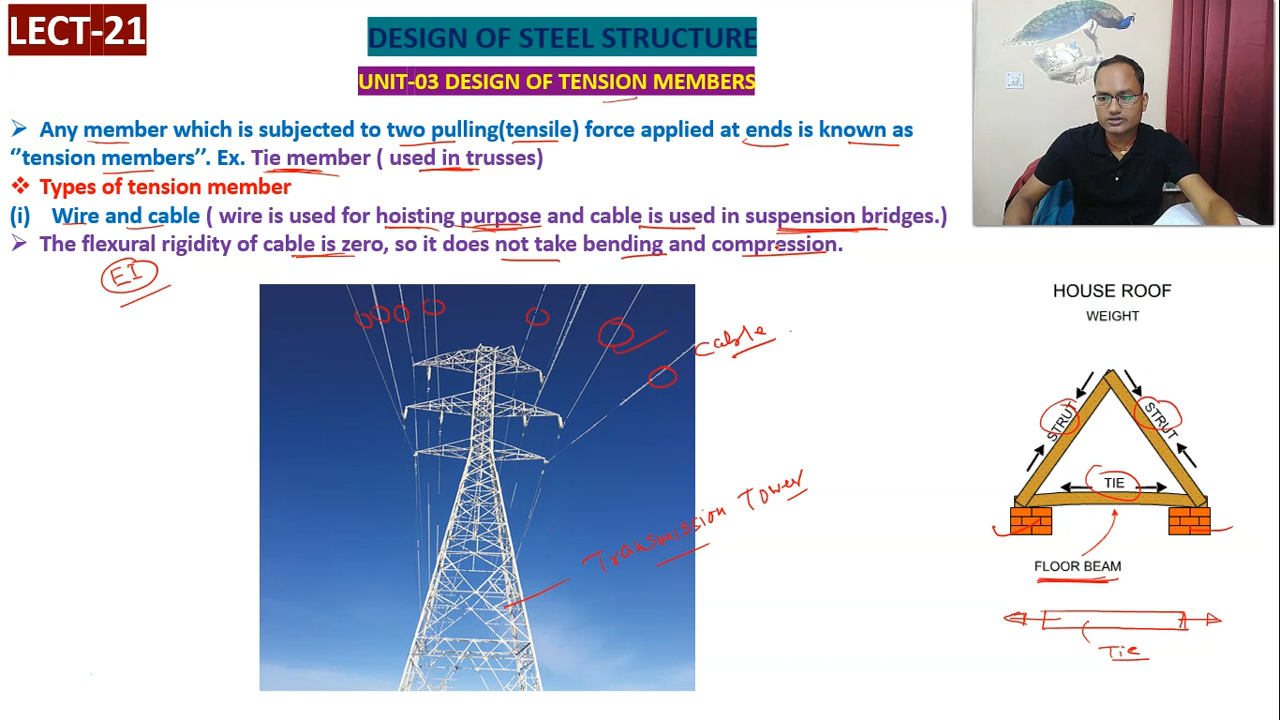 LECT-21
DESIGN OF STEEL STRUCTURE
UNIT-03 DESIGN OF TENSION MEMBERS
➢ Any member which is subjected to two pulling(tensile) force applied at ends is known as
‘’tension members’’. Ex. Tie member ( used in trusses)
❖ Types of tension member
(i) Wire and cable ( wire is used for hoisting purpose and cable is used in suspension bridges.)
➢ The flexural rigidity of cable is zero, so it does not take bending and compression.
EI
Cable
Transmission Tower
HOUSE ROOF
WEIGHT
STRUT
STRUT
TIE
FLOOR BEAM
Tie